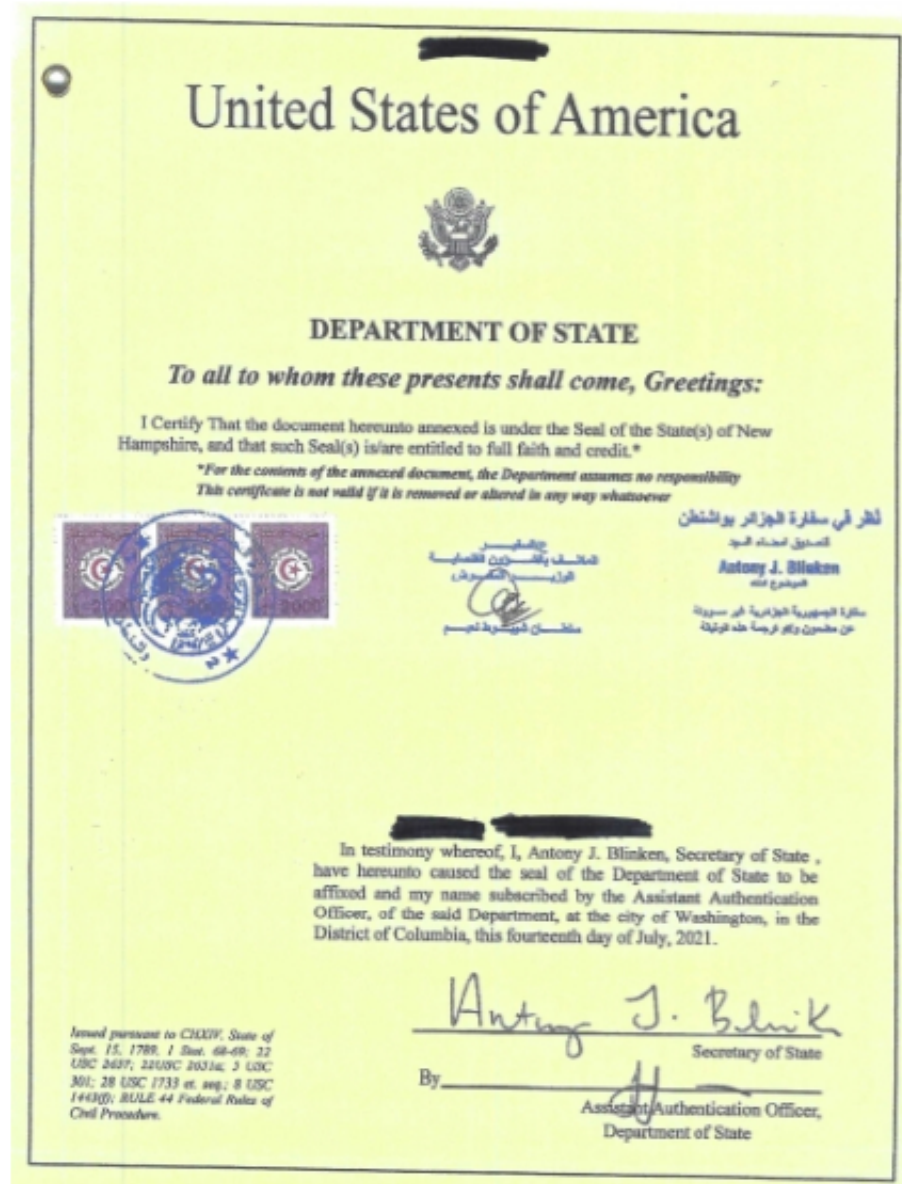 United States of America
DEPARTMENT OF STATE
To all to whom these presents shall come, Greetings:
I Certify That the document hereunto annexed is under the Seal of the State(s) of New
Hampshire, and that such Seal(s) is/are entitled to full faith and credit.*
*For the contents of the annexed document, the Department assumes no responsibility
This certificate is not valid if it is removed or altered in any way whatsoever
2000
2000
2000
نظر في سفارة الجزائر بواشنطن
Antony J. Blinken
In testimony whereof, I, Antony J. Blinken, Secretary of State ,
have hereunto caused the seal of the Department of State to be
affixed and my name subscribed by the Assistant Authentication
Officer, of the said Department, at the city of Washington, in the
District of Columbia, this fourteenth day of July, 2021.
Secretary of State
By
Assistant Authentication Officer,
Department of State
Issued pursuant to CHXIV, State of
Sept. 15, 1789, 1 Stat. 68-69; 22
USC 2657; 22USC 2651a; 5 USC
301; 28 USC 1733 et. seq.; 8 USC
1443(f); RULE 44 Federal Rules of
Civil Procedure.